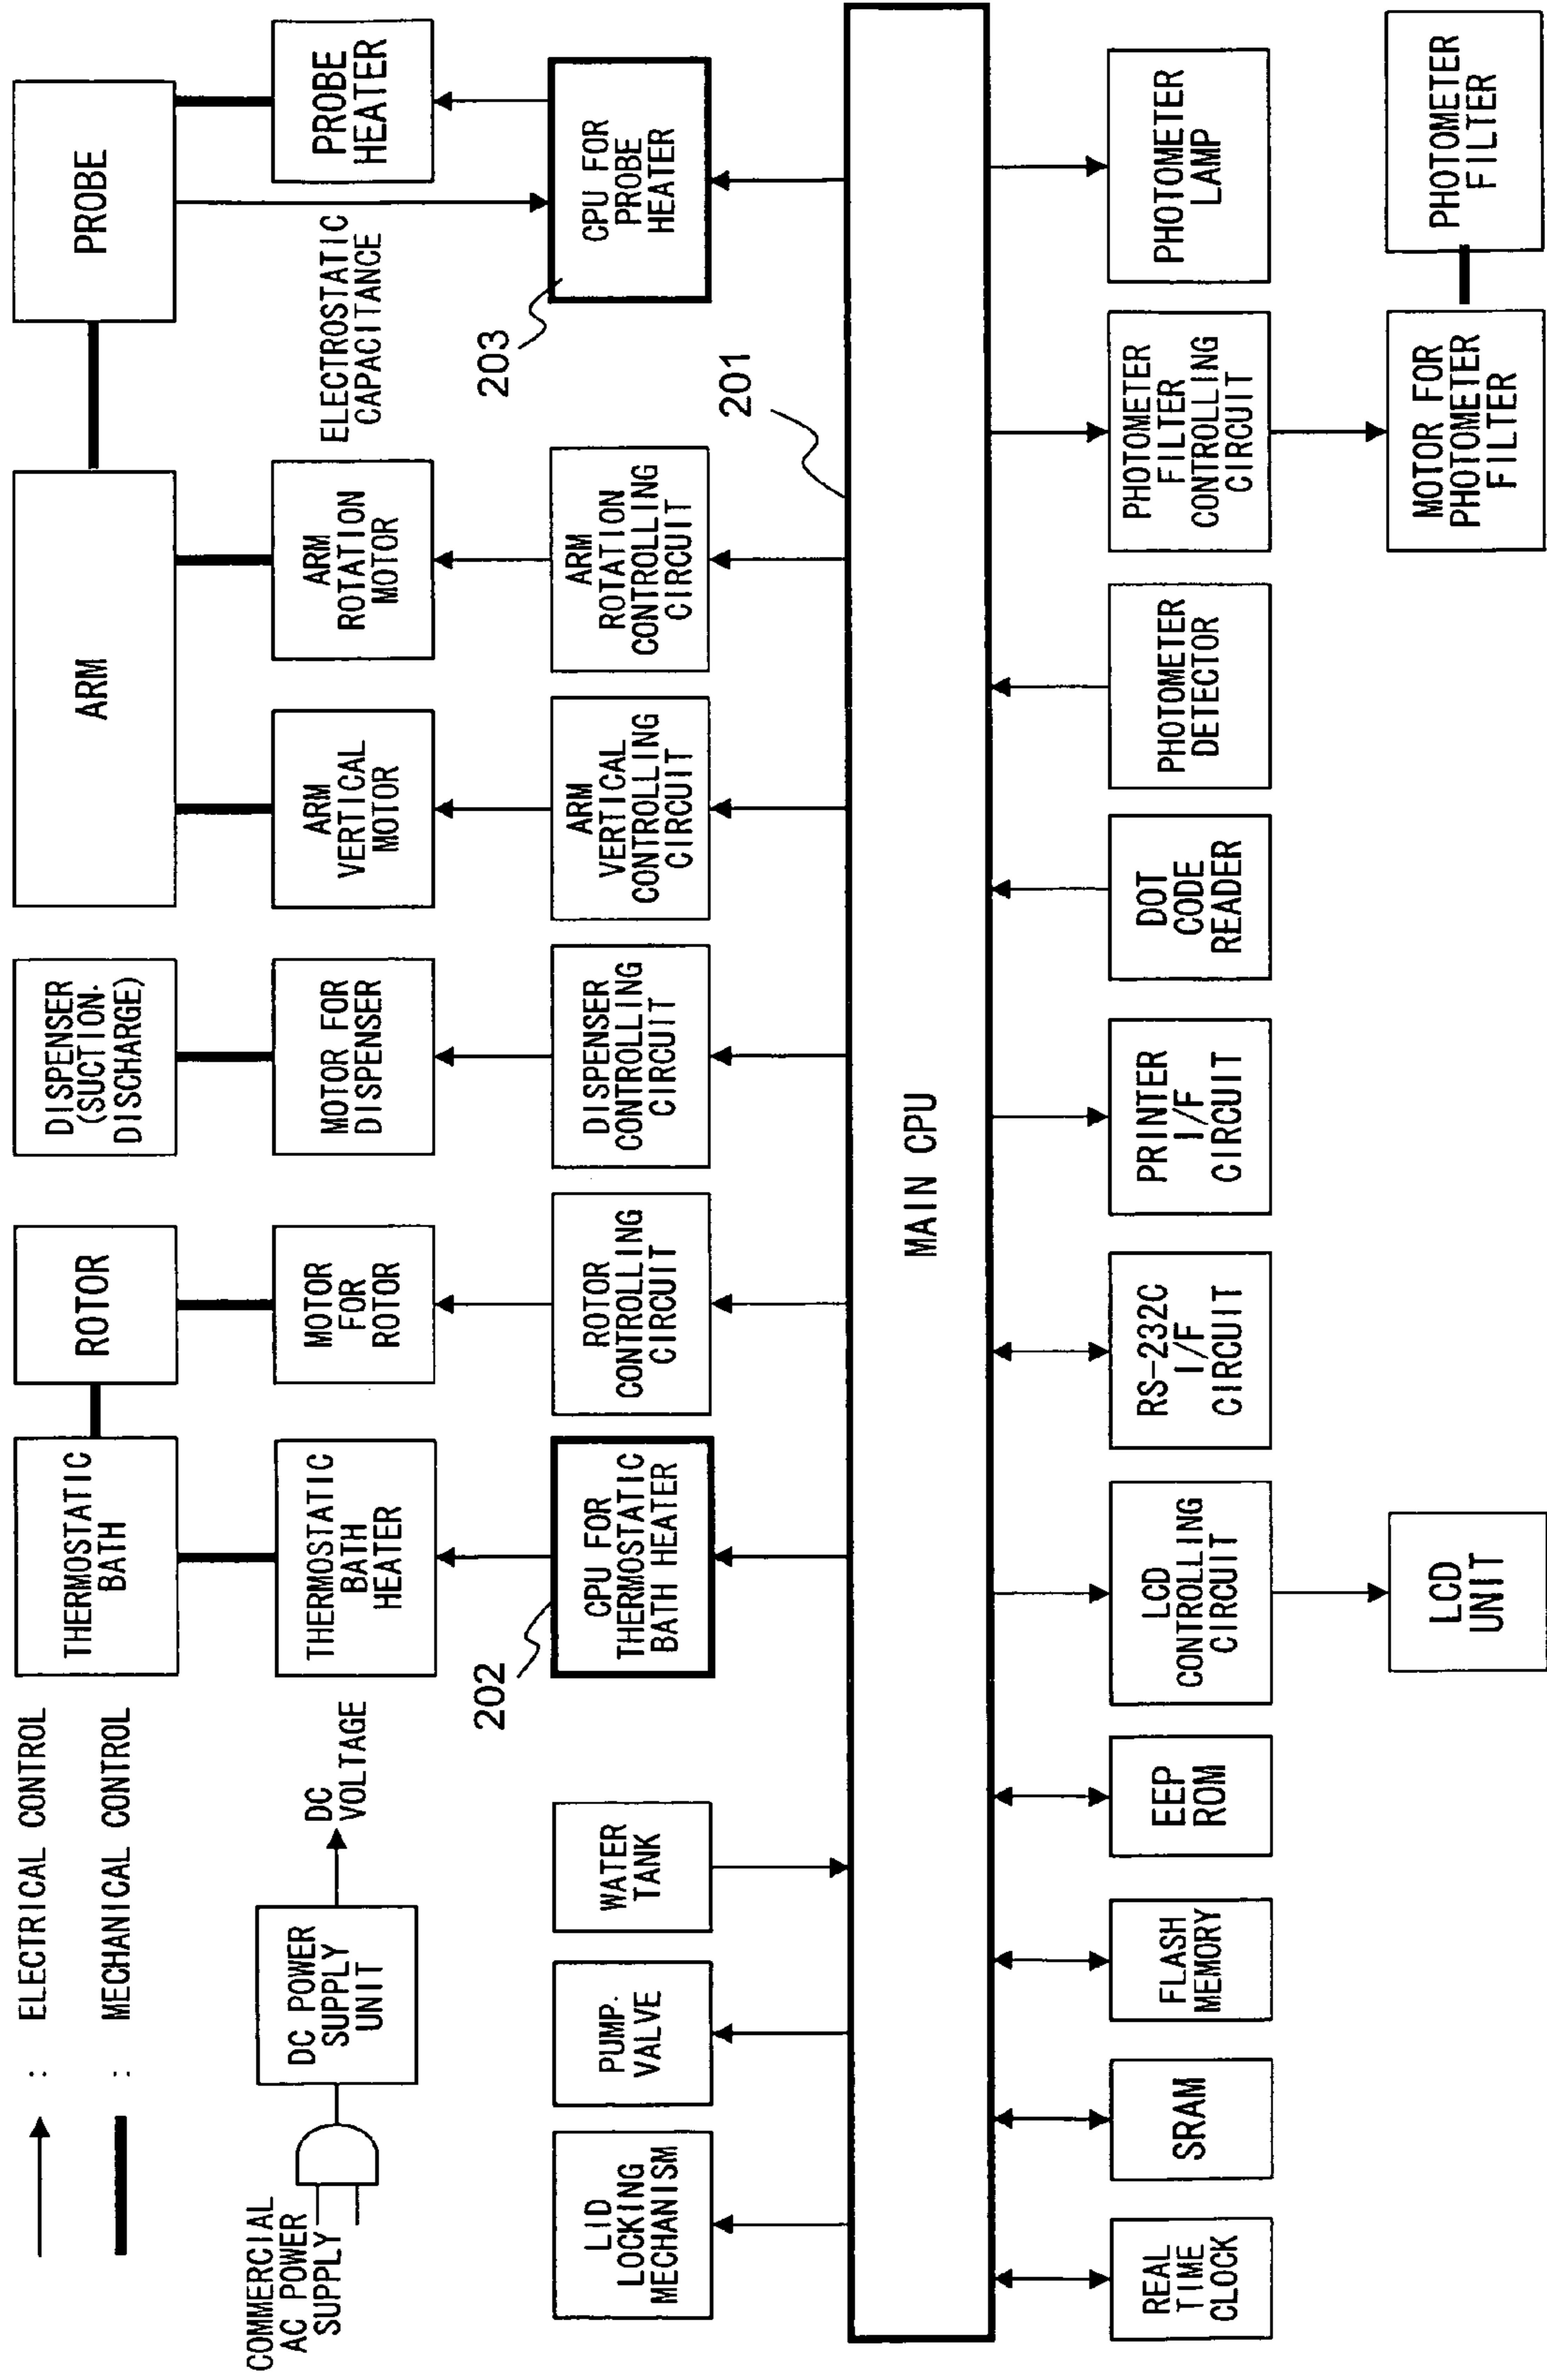 : ELECTRICAL CONTROL
: MECHANICAL CONTROL
COMMERCIAL
AC POWER
SUPPLY
DC POWER
SUPPLY
UNIT
DC
VOLTAGE
THERMOSTATIC
BATH
ROTOR
DISPENSER
(SUCTION·
DISCHARGE)
ARM
PROBE
THERMOSTATIC
BATH
HEATER
MOTOR
FOR
ROTOR
MOTOR FOR
DISPENSER
ARM
VERTICAL
MOTOR
ARM
ROTATION
MOTOR
ELECTROSTATIC
CAPACITANCE
PROBE
HEATER
202
203
LID
LOCKING
MECHANISM
PUMP·
VALVE
WATER
TANK
CPU FOR
THERMOSTATIC
BATH HEATER
ROTOR
CONTROLLING
CIRCUIT
DISPENSER
CONTROLLING
CIRCUIT
ARM
VERTICAL
CONTROLLING
CIRCUIT
ARM
ROTATION
CONTROLLING
CIRCUIT
CPU FOR
PROBE
HEATER
201
MAIN CPU
REAL
TIME
CLOCK
SRAM
FLASH
MEMORY
EEP
ROM
LCD
CONTROLLING
CIRCUIT
RS-232C
I/F
CIRCUIT
PRINTER
I/F
CIRCUIT
DOT
CODE
READER
PHOTOMETER
DETECTOR
PHOTOMETER
FILTER
CONTROLLING
CIRCUIT
PHOTOMETER
LAMP
LCD
UNIT
MOTOR FOR
PHOTOMETER
FILTER
PHOTOMETER
FILTER